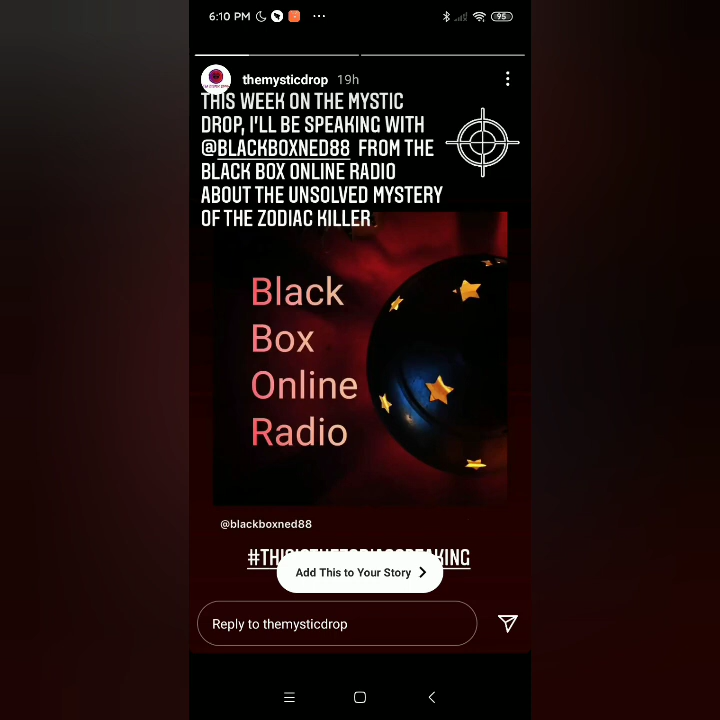 6:10 PM
95
themysticdrop 19h
THIS WEEK ON THE MYSTIC
DROP, I'LL BE SPEAKING WITH
@BLACKBOXNED88 FROM THE
BLACK BOX ONLINE RADIO
ABOUT THE UNSOLVED MYSTERY
OF THE ZODIAC KILLER
Black
Box
Online
Radio
@blackboxned88
Add This to Your Story
Reply to themysticdrop